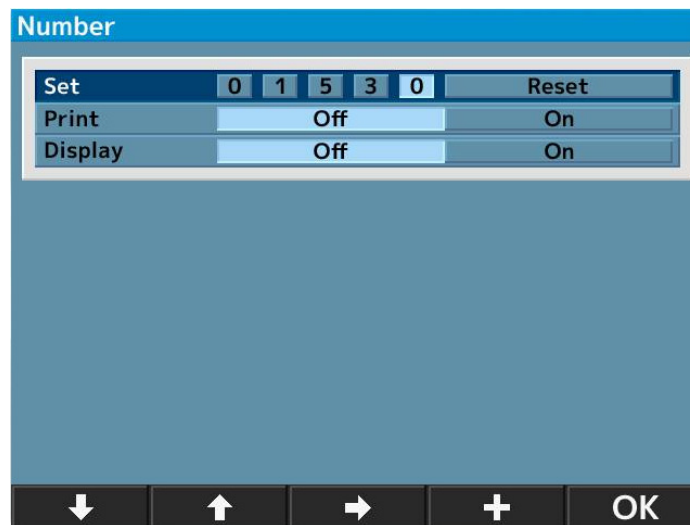 Number
Set 0 1 5 3 0 Reset
Print Off On
Display Off On
OK